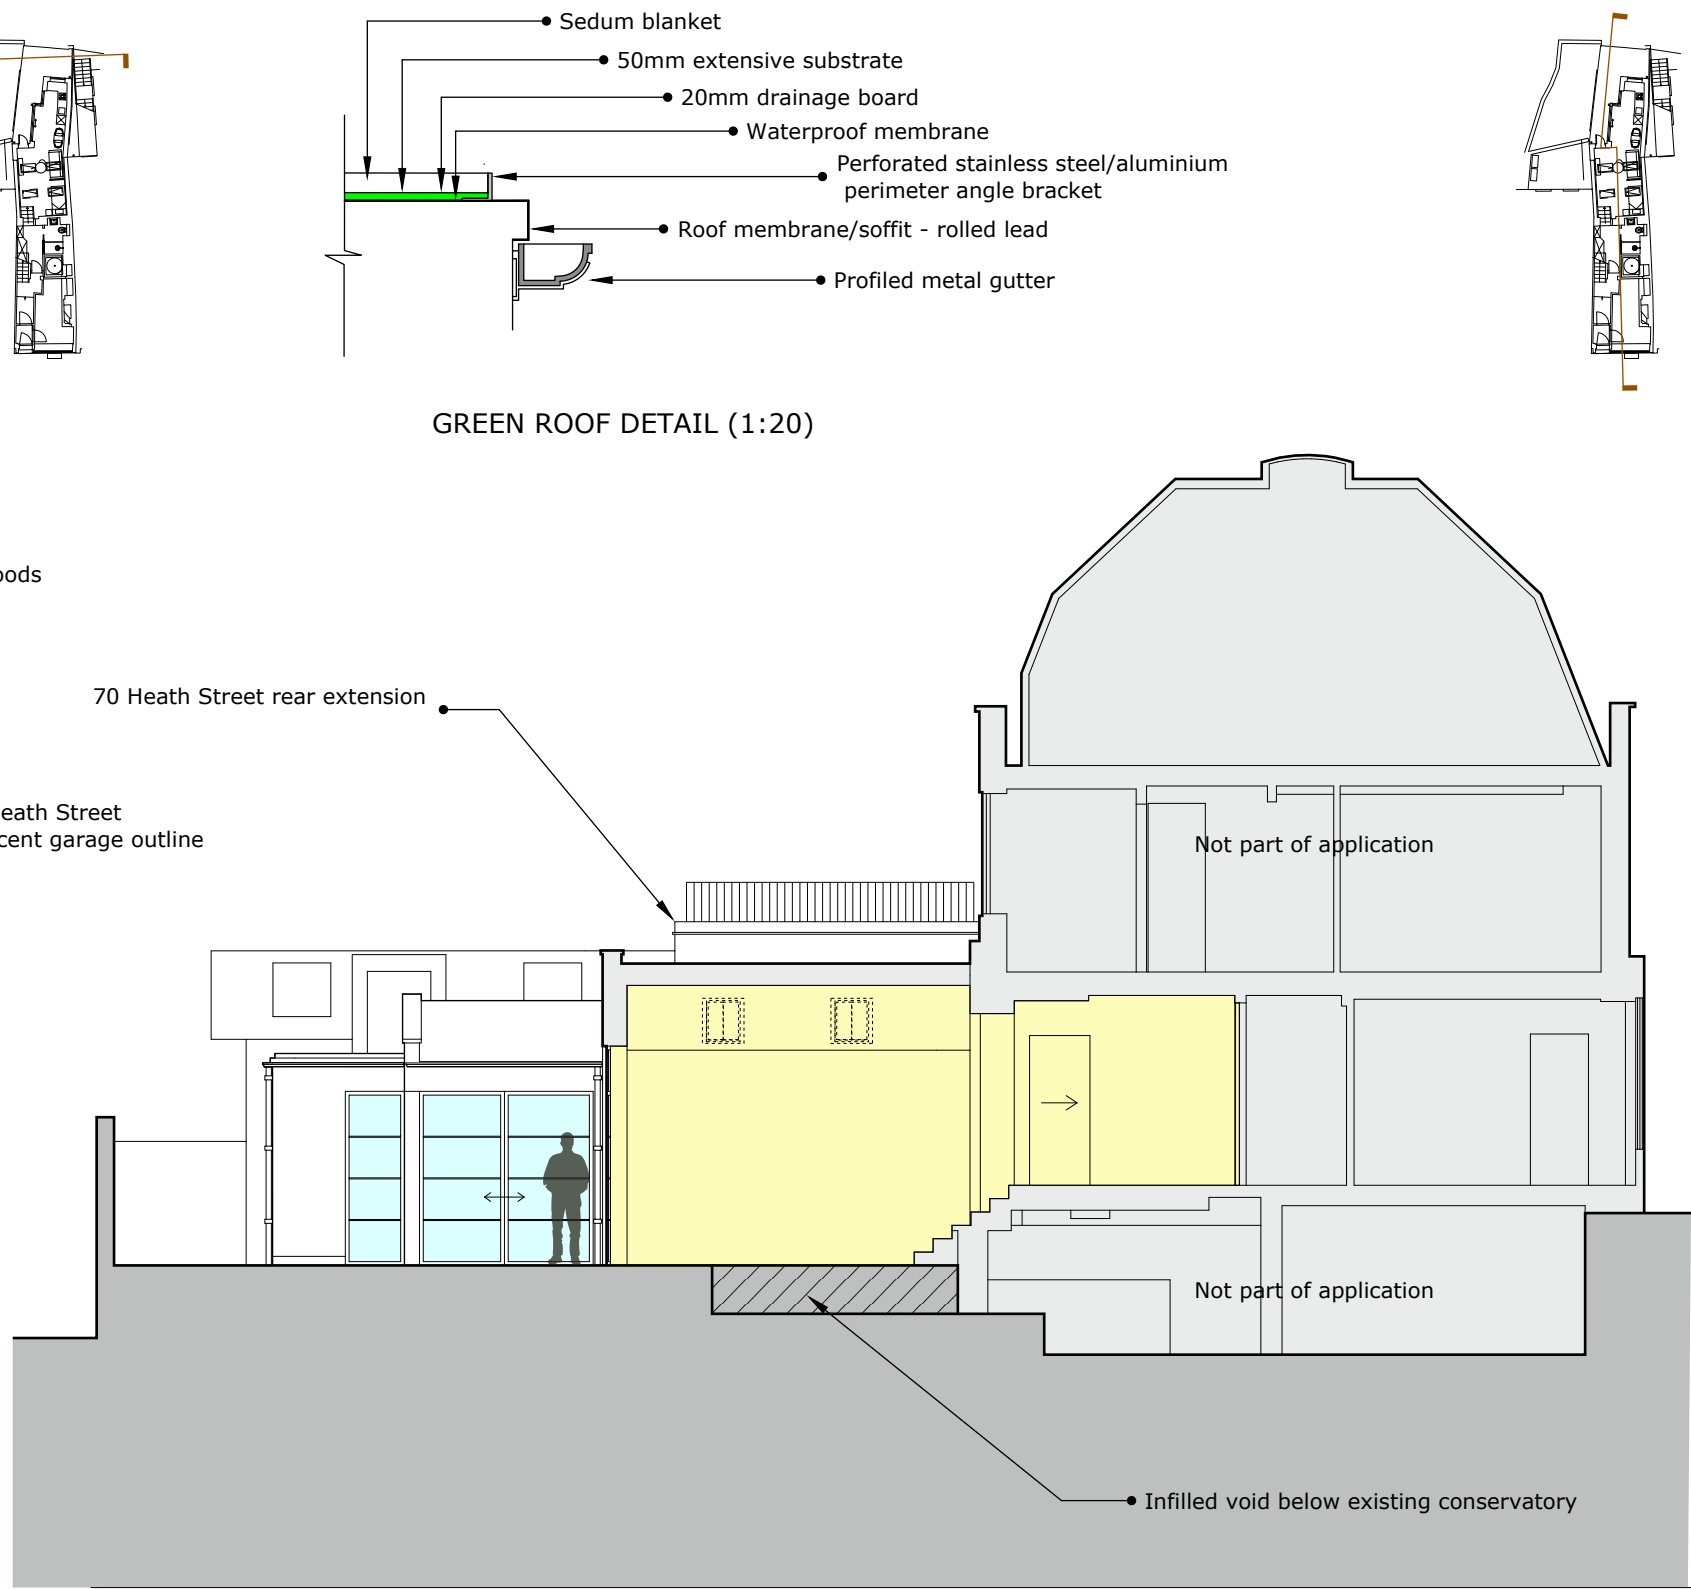 Sedum blanket
50mm extensive substrate
20mm drainage board
Waterproof membrane
Perforated stainless steel/aluminium
perimeter angle bracket
Roof membrane/soffit - rolled lead
Profiled metal gutter
GREEN ROOF DETAIL (1:20)
oods
70 Heath Street rear extension
eath Street
cent garage outline
Not part of application
Not part of application
Infilled void below existing conservatory